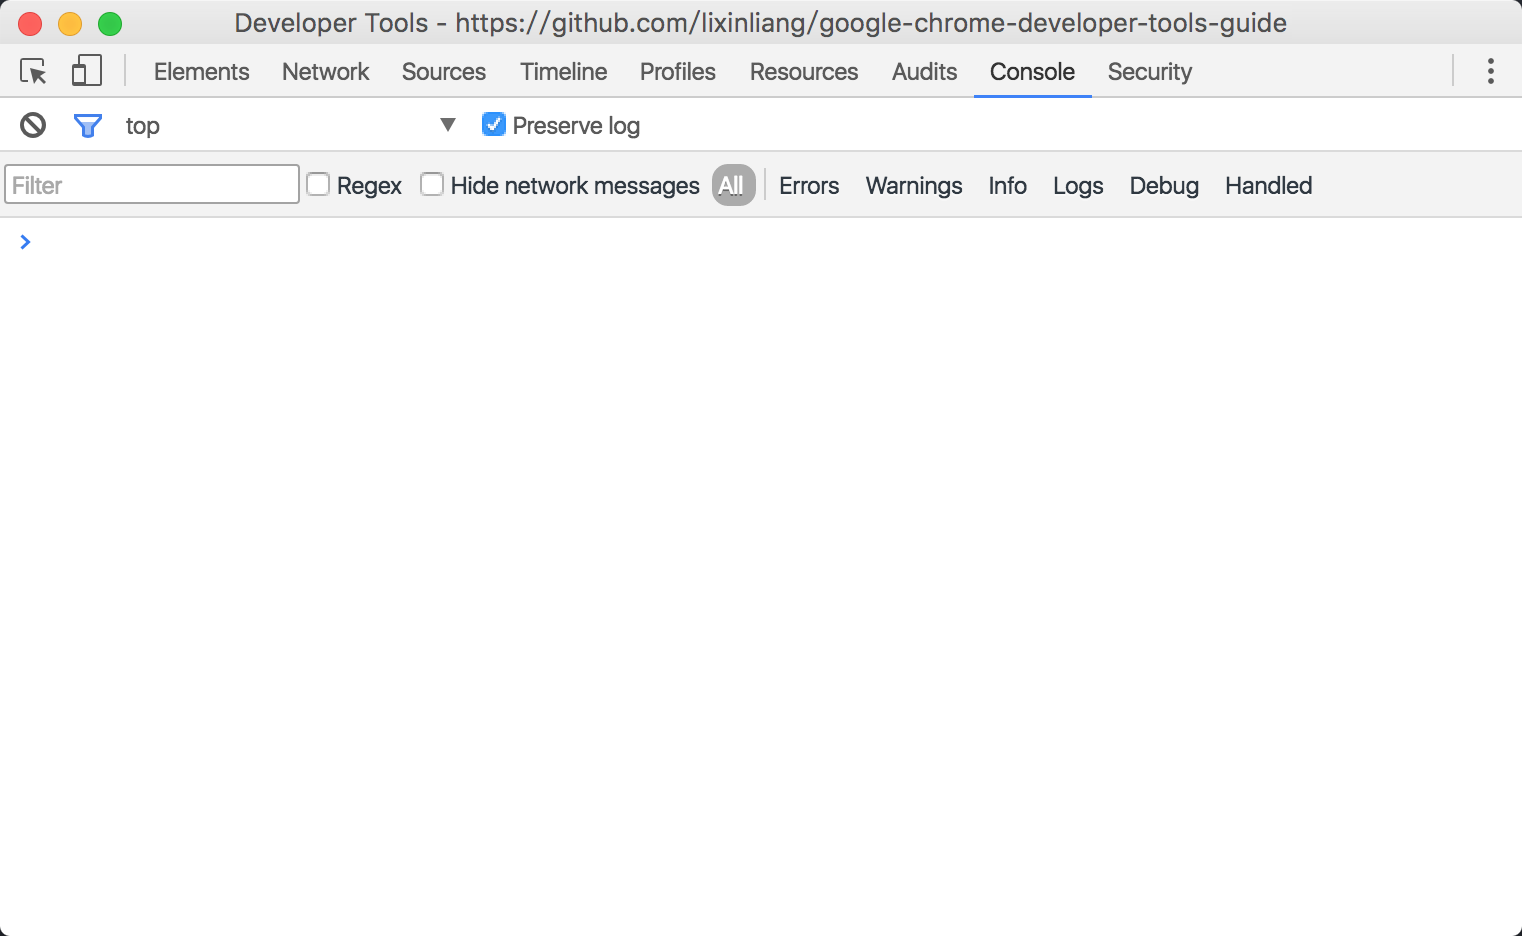 Developer Tools - https://github.com/lixinliang/google-chrome-developer-tools-guide
Elements Network Sources Timeline Profiles Resources Audits Console Security
top Preserve log
Filter Regex Hide network messages All Errors Warnings Info Logs Debug Handled